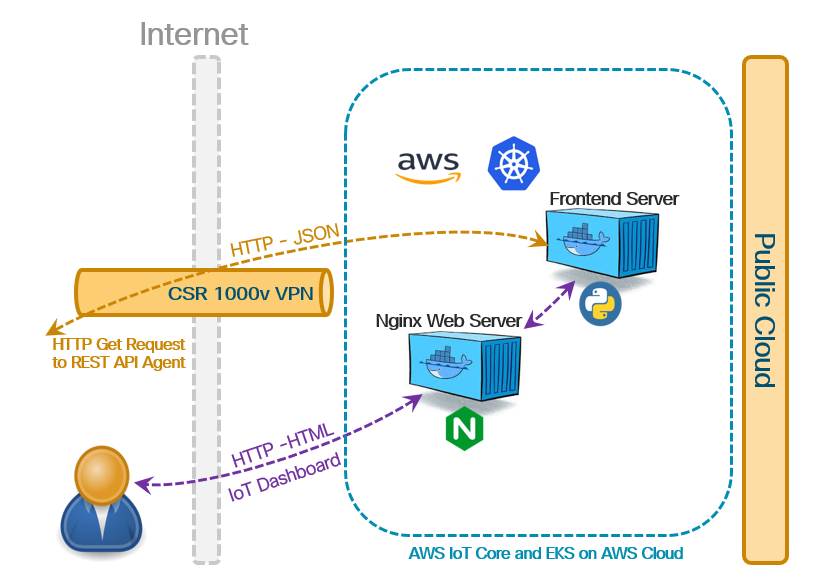 Internet
aws
Frontend Server
HTTP - JSON
Public Cloud
CSR 1000v VPN
Nginx Web Server
HTTP Get Request
to REST API Agent
N
HTTP -HTML
IoT Dashboard
AWS IoT Core and EKS on AWS Cloud